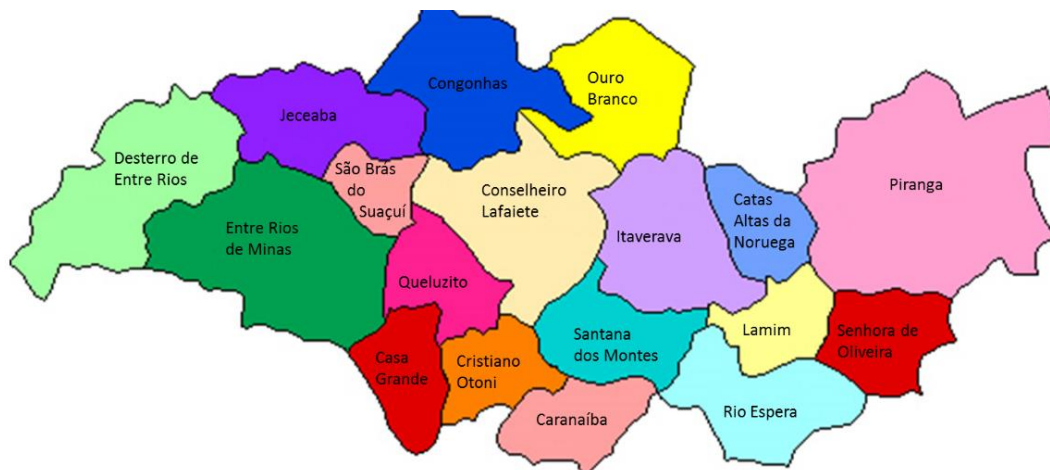 Congonhas
Ouro
Branco
Jeceaba
Desterro de
Entre Rios
São Brás
do
Suaçuí
Conselheiro
Lafaiete
Catas
Altas da
Noruega
Piranga
Entre Rios
de Minas
Itaverava
Queluzito
Santana
dos Montes
Lamim
Senhora de
Oliveira
Casa
Grande
Cristiano
Otoni
Caranaíba
Rio Espera